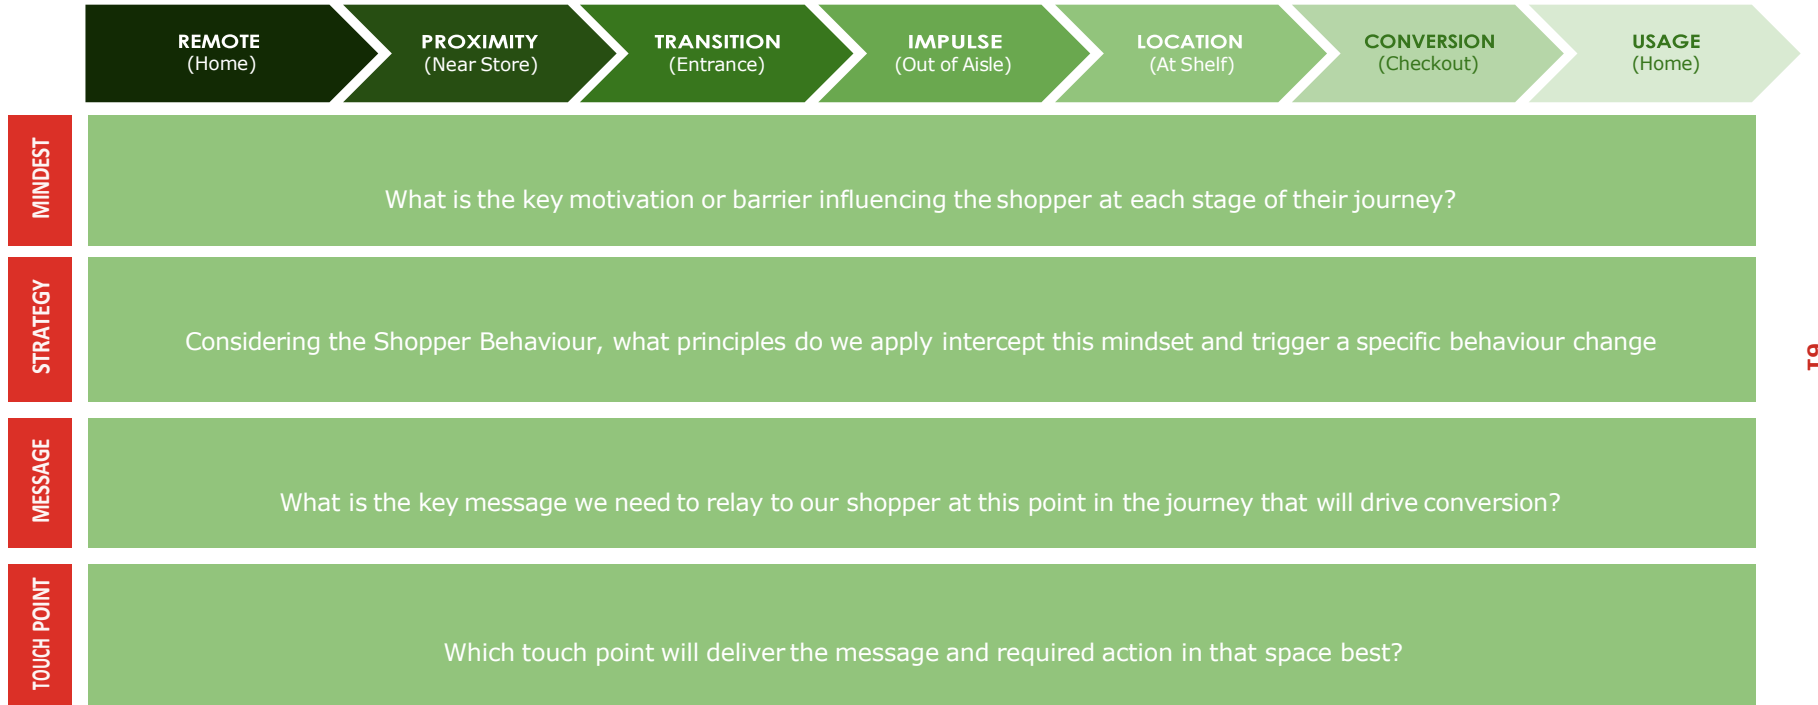 REMOTE
(Home)
PROXIMITY
(Near Store)
TRANSITION
(Entrance)
IMPULSE
(Out of Aisle)
LOCATION
(At Shelf)
CONVERSION
(Checkout)
USAGE
(Home)
MINDEST
What is the key motivation or barrier influencing the shopper at each stage of their journey?
STRATEGY
Considering the Shopper Behaviour, what principles do we apply intercept this mindset and trigger a specific behaviour change
MESSAGE
What is the key message we need to relay to our shopper at this point in the journey that will drive conversion?
TOUCH POINT
Which touch point will deliver the message and required action in that space best?